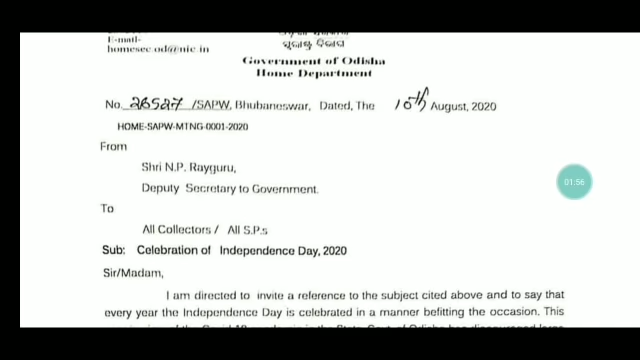 E-mail-
homesec.od@nic.in
Government of Odisha
Home Department
No. 26527 /SAPW, Bhubaneswar, Dated, The 10th August, 2020
HOME-SAPW-MTNG-0001-2020
From
Shri N.P. Rayguru,
Deputy Secretary to Government.
To
All Collectors / All S.P.s
Sub: Celebration of Independence Day, 2020
Sir/Madam,
I am directed to invite a reference to the subject cited above and to say that
every year the Independence Day is celebrated in a manner befitting the occasion. This
01:56